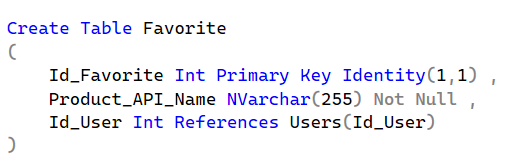 Create Table Favorite
(
Id_Favorite Int Primary Key Identity(1,1) ,
Product_API_Name NVarchar(255) Not Null ,
Id_User Int References Users(Id_User)
)